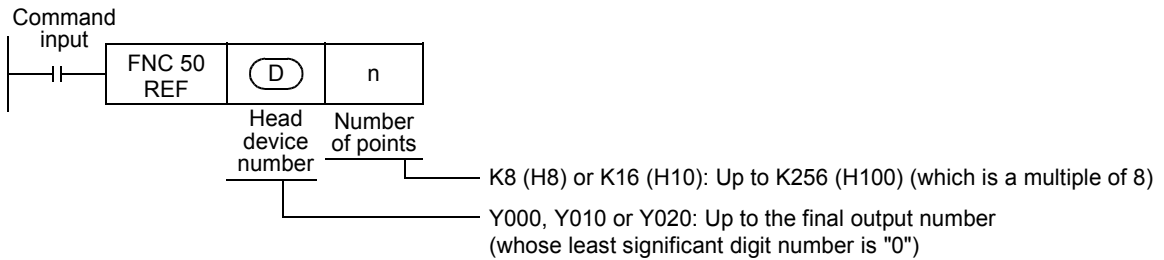 Command
input
FNC 50
REF
D
n
Head
device
number
Number
of points
K8 (H8) or K16 (H10): Up to K256 (H100) (which is a multiple of 8)
Y000, Y010 or Y020: Up to the final output number
(whose least significant digit number is "0")